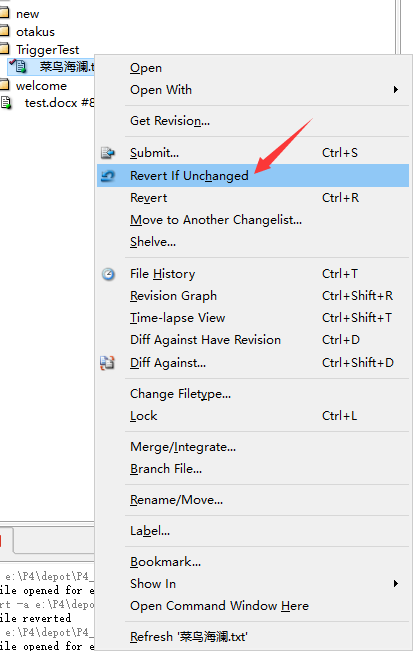 new
otakus
TriggerTest
菜鸟海澜.t
welcome
test.docx #8
Open
Open With
Get Revision...
Submit... Ctrl+S
Revert If Unchanged
Revert Ctrl+R
Move to Another Changelist...
Shelve...
File History Ctrl+T
Revision Graph Ctrl+Shift+R
Time-lapse View Ctrl+Shift+T
Diff Against Have Revision Ctrl+D
Diff Against... Ctrl+Shift+D
Change Filetype...
Lock Ctrl+L
Merge/Integrate...
Branch File...
Rename/Move...
Label...
Bookmark...
Show In
Open Command Window Here
Refresh '菜鸟海澜.txt'
e:\P4\depot\P4_
ile opened for e
rt -a e:\P4\depo
ile reverted
e:\P4\depot\P4_
ile opened for e